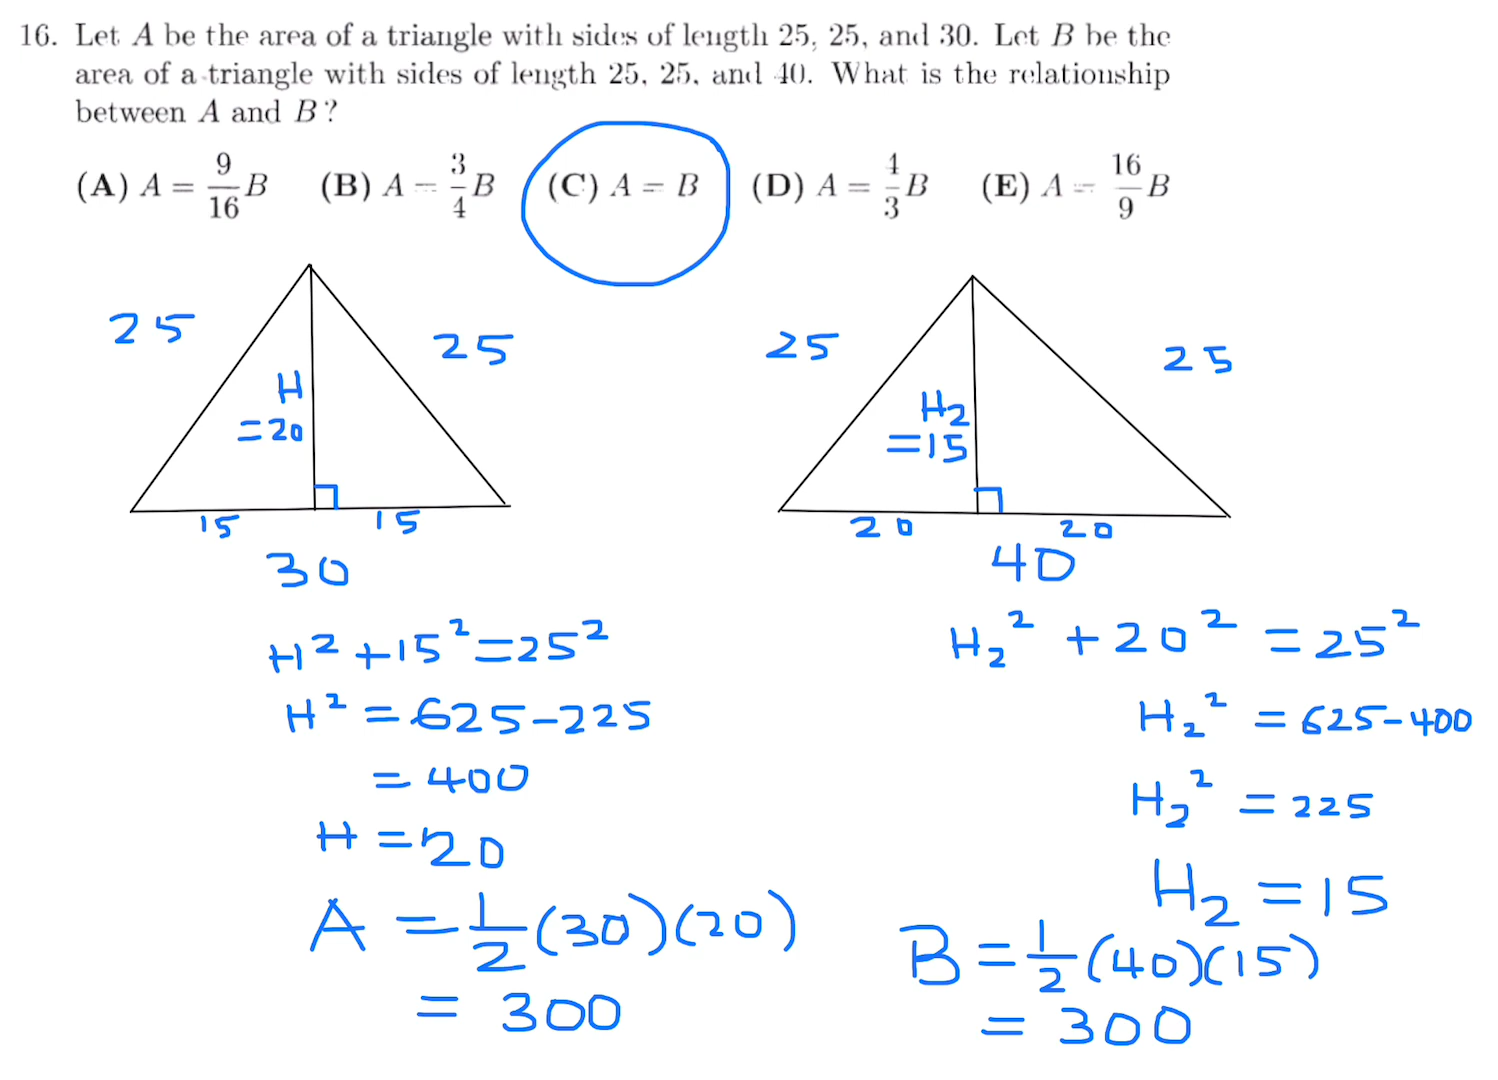 16. Let A be the area of a triangle with sides of length 25, 25, and 30. Let B be the
area of a triangle with sides of length 25, 25, and 40. What is the relationship
between A and B?
(A) A = 9/16 B (B) A = 3/4 B (C) A = B (D) A = 4/3 B (E) A = 16/9 B
25 25 25 25
H H₂
=20 =15
15 15 20 20
30 40
H² + 15² = 25²
H² = 625 - 225
= 400
H = 20
A = 1/2 (30)(20)
= 300
H₂² + 20² = 25²
H₂² = 625 - 400
H₂² = 225
H₂ = 15
B = 1/2 (40)(15)
= 300